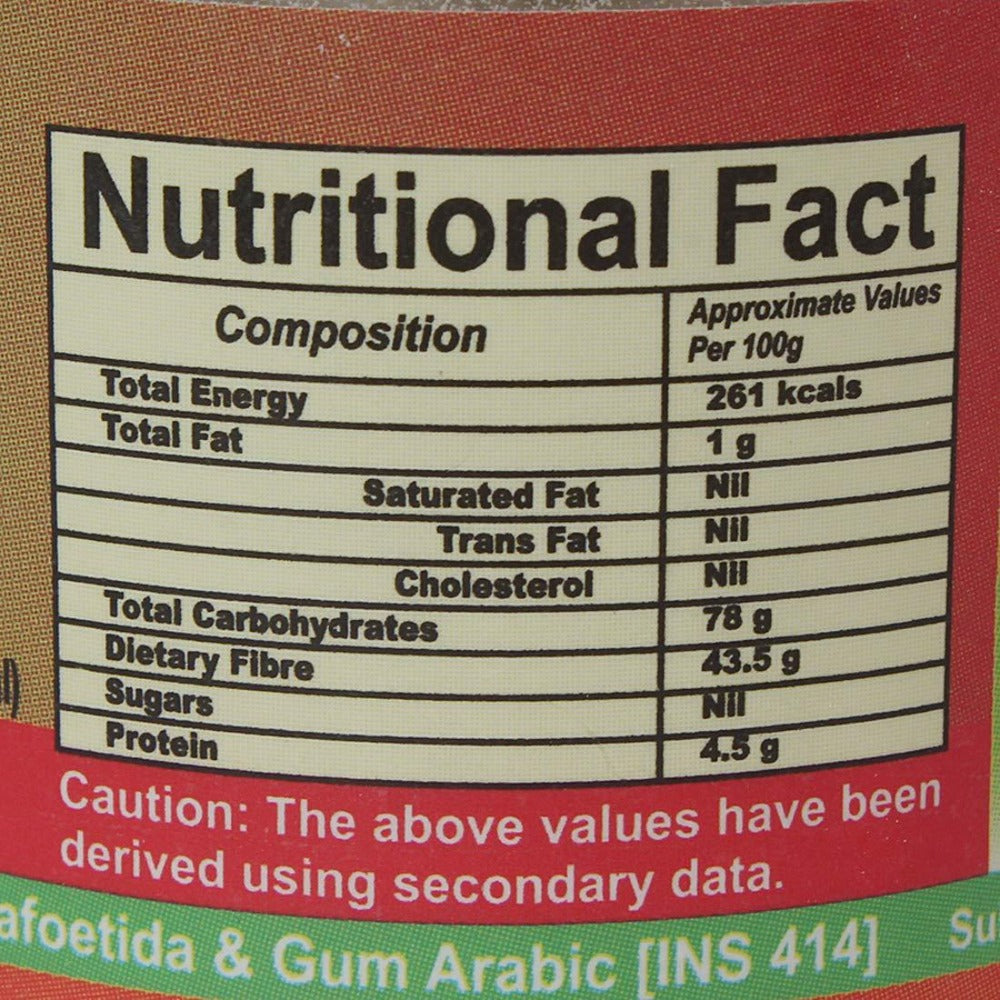 Nutritional Fact
Composition Approximate Values
Per 100g
Total Energy 261 kcals
Total Fat 1 g
Saturated Fat Nil
Trans Fat Nil
Cholesterol Nil
Total Carbohydrates 78 g
Dietary Fibre 43.5 g
Sugars Nil
Protein 4.5 g
Caution: The above values have been
derived using secondary data.
afoetida & Gum Arabic [INS 414] Su